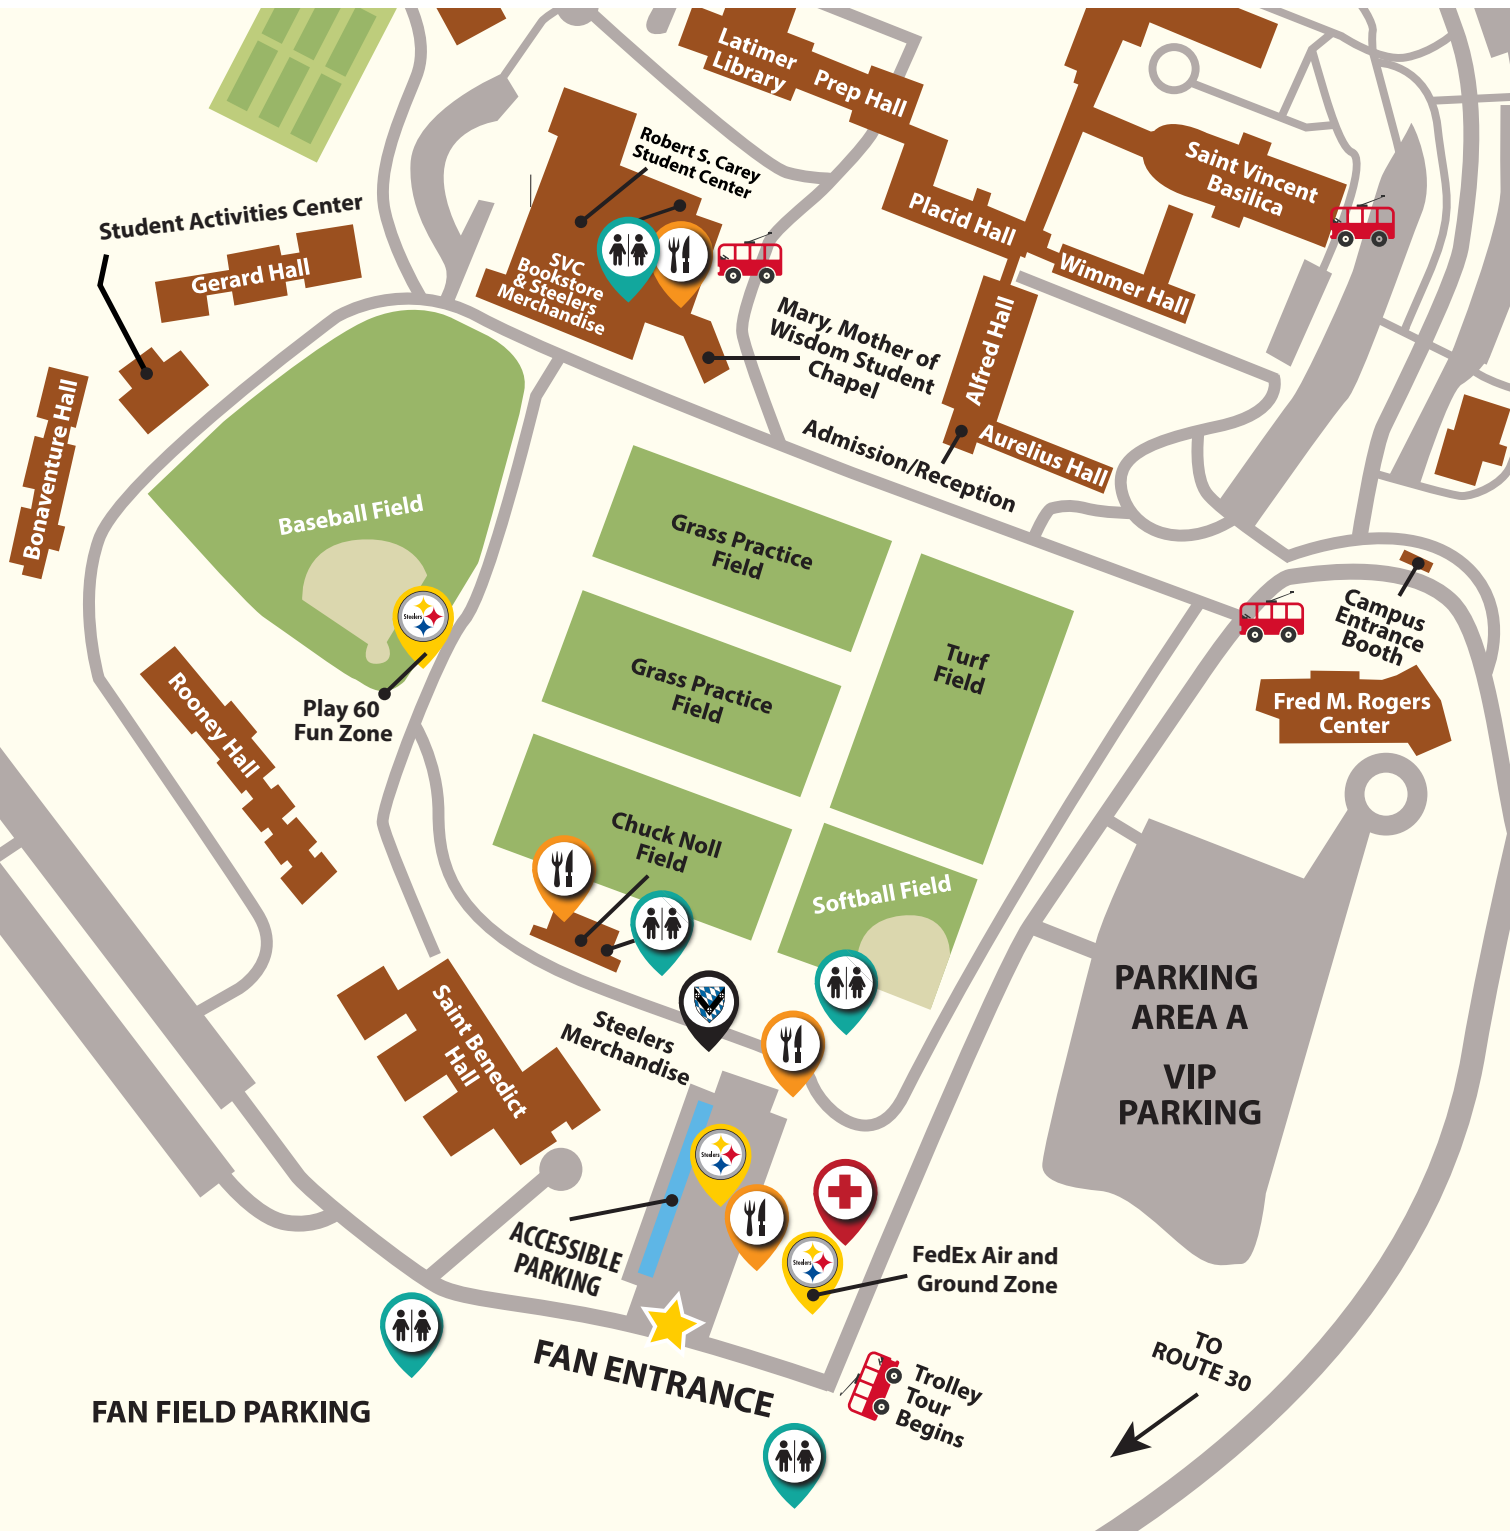 Latimer
Library
Prep Hall
Robert S. Carey
Student Center
Saint Vincent
Basilica
Student Activities Center
Placid Hall
Gerard Hall
SVC
Bookstore
& Steelers
Merchandise
Wimmer Hall
Mary, Mother of
Wisdom Student
Chapel
Alfred Hall
Bonaventure Hall
Admission/Reception
Aurelius Hall
Baseball Field
Grass Practice
Field
Steelers
Campus
Entrance
Booth
Turf
Field
Grass Practice
Field
Rooney Hall
Play 60
Fun Zone
Fred M. Rogers
Center
Chuck Noll
Field
Softball Field
PARKING
AREA A
VIP
PARKING
Saint Benedict
Hall
Steelers
Merchandise
Steelers
ACCESSIBLE
PARKING
Steelers
FedEx Air and
Ground Zone
FAN ENTRANCE
TO
ROUTE 30
Trolley
Tour
Begins
FAN FIELD PARKING